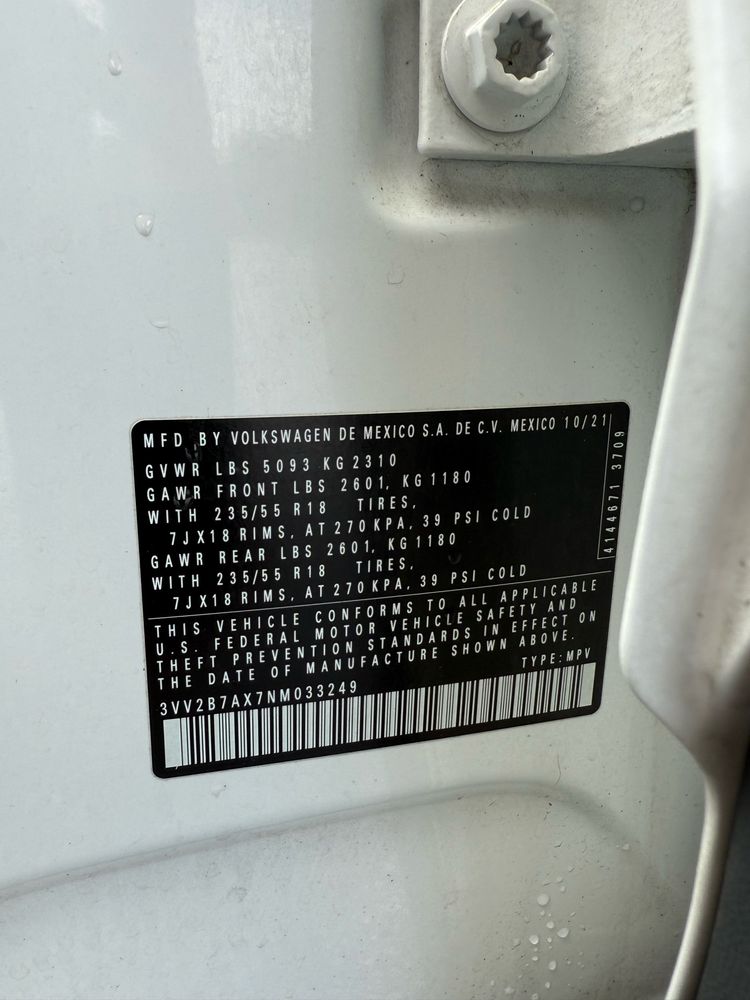 MFD. BY VOLKSWAGEN DE MEXICO S.A. DE C.V. MEXICO 10/21
GVWR LBS 5093 KG 2310
GAWR FRONT LBS 2601, KG 1180
WITH 235/55 R18 TIRES,
7JX18 RIMS, AT 270 KPA, 39 PSI COLD
GAWR REAR LBS 2601, KG 1180
WITH 235/55 R18 TIRES,
7JX18 RIMS, AT 270 KPA, 39 PSI COLD
4144671 3709
THIS VEHICLE CONFORMS TO ALL APPLICABLE
U.S. FEDERAL MOTOR VEHICLE SAFETY AND
THEFT PREVENTION STANDARDS IN EFFECT ON
THE DATE OF MANUFACTURE SHOWN ABOVE.
TYPE: MPV
3VV2B7AX7NM033249